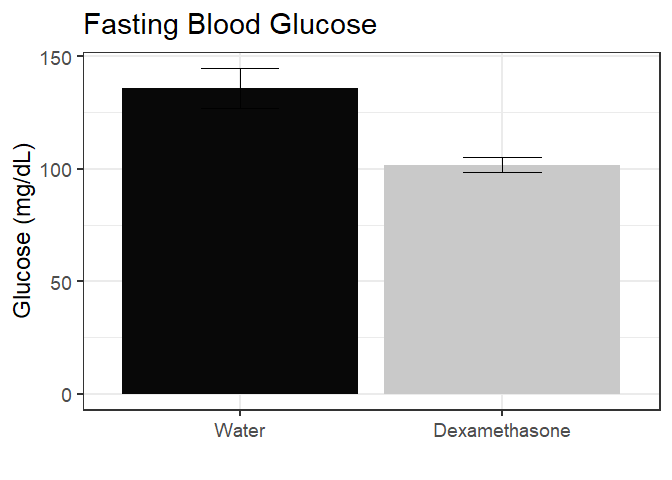 Fasting Blood Glucose
Glucose (mg/dL)
150
100
50
0
Water
Dexamethasone